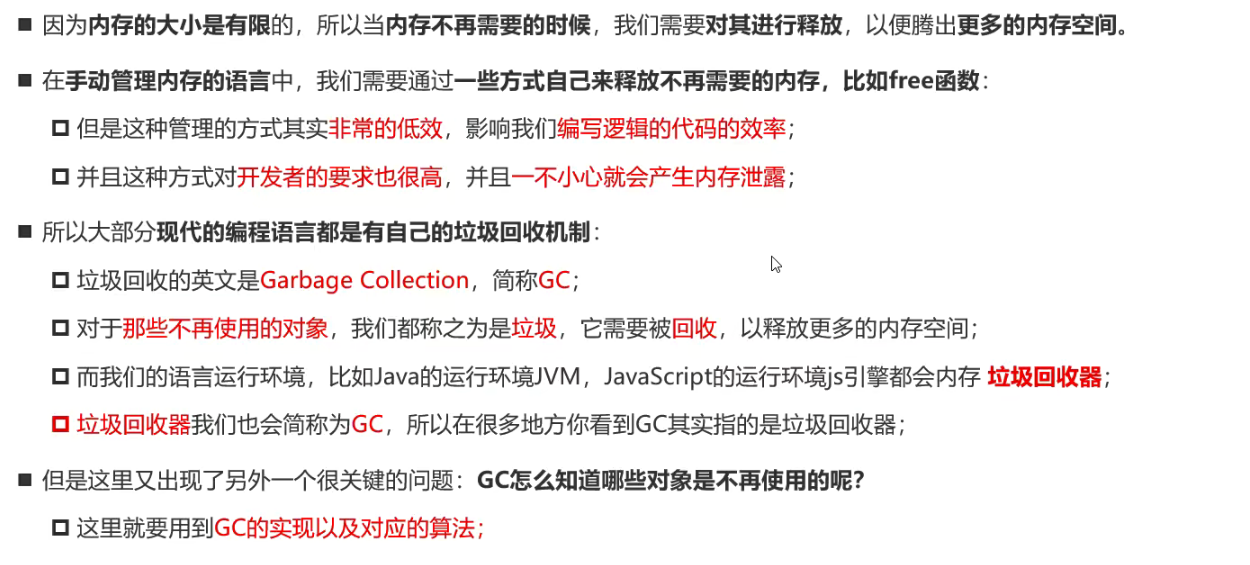 ■ 因为内存的大小是有限的，所以当内存不再需要的时候，我们需要对其进行释放，以便腾出更多的内存空间。
■ 在手动管理内存的语言中，我们需要通过一些方式自己来释放不再需要的内存，比如free函数：
但是这种管理的方式其实非常的低效，影响我们编写逻辑的代码的效率；
并且这种方式对开发者的要求也很高，并且一不小心就会产生内存泄露；
■ 所以大部分现代的编程语言都是有自己的垃圾回收机制：
垃圾回收的英文是Garbage Collection，简称GC；
对于那些不再使用的对象，我们都称之为是垃圾，它需要被回收，以释放更多的内存空间；
而我们的语言运行环境，比如Java的运行环境JVM，JavaScript的运行环境js引擎都会内存 垃圾回收器；
垃圾回收器我们也会简称为GC，所以在很多地方你看到GC其实指的是垃圾回收器；
■ 但是这里又出现了另外一个很关键的问题：GC怎么知道哪些对象是不再使用的呢？
这里就要用到GC的实现以及对应的算法；